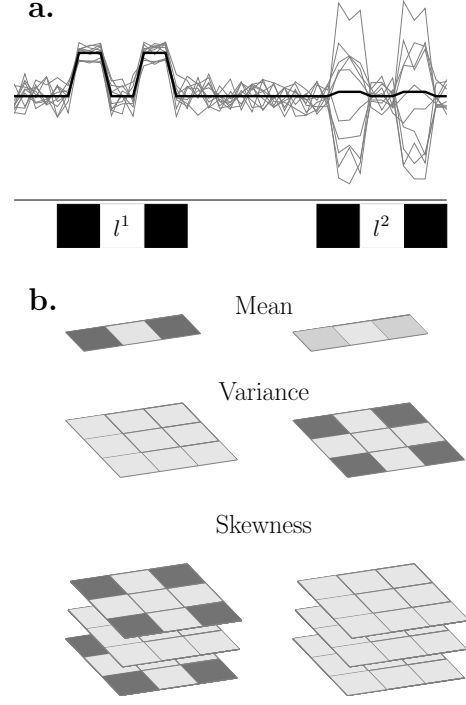 a.
l¹ l²
b.
Mean
Variance
Skewness